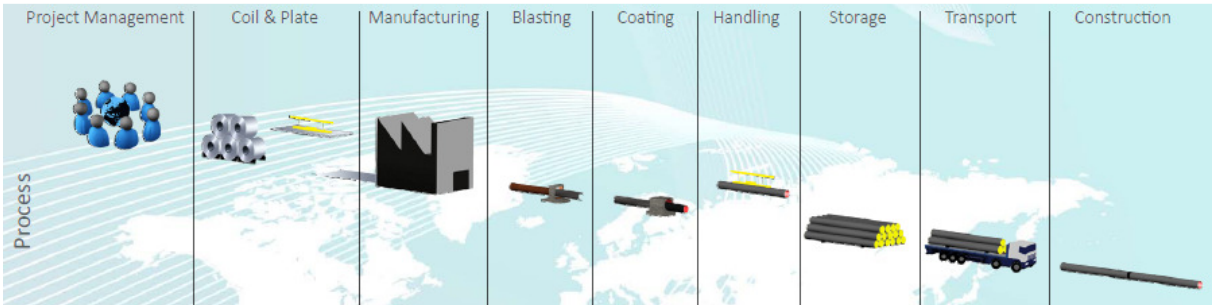 Project Management
Coil & Plate
Manufacturing
Blasting
Coating
Handling
Storage
Transport
Construction
Process